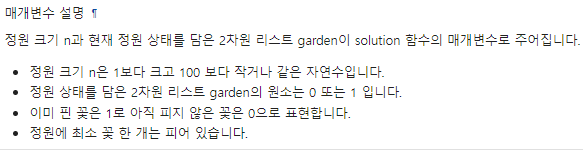 매개변수 설명 ¶
정원 크기 n과 현재 정원 상태를 담은 2차원 리스트 garden이 solution 함수의 매개변수로 주어집니다.
• 정원 크기 n은 1보다 크고 100 보다 작거나 같은 자연수입니다.
• 정원 상태를 담은 2차원 리스트 garden의 원소는 0 또는 1 입니다.
• 이미 핀 꽃은 1로 아직 피지 않은 꽃은 0으로 표현합니다.
• 정원에 최소 꽃 한 개는 피어 있습니다.